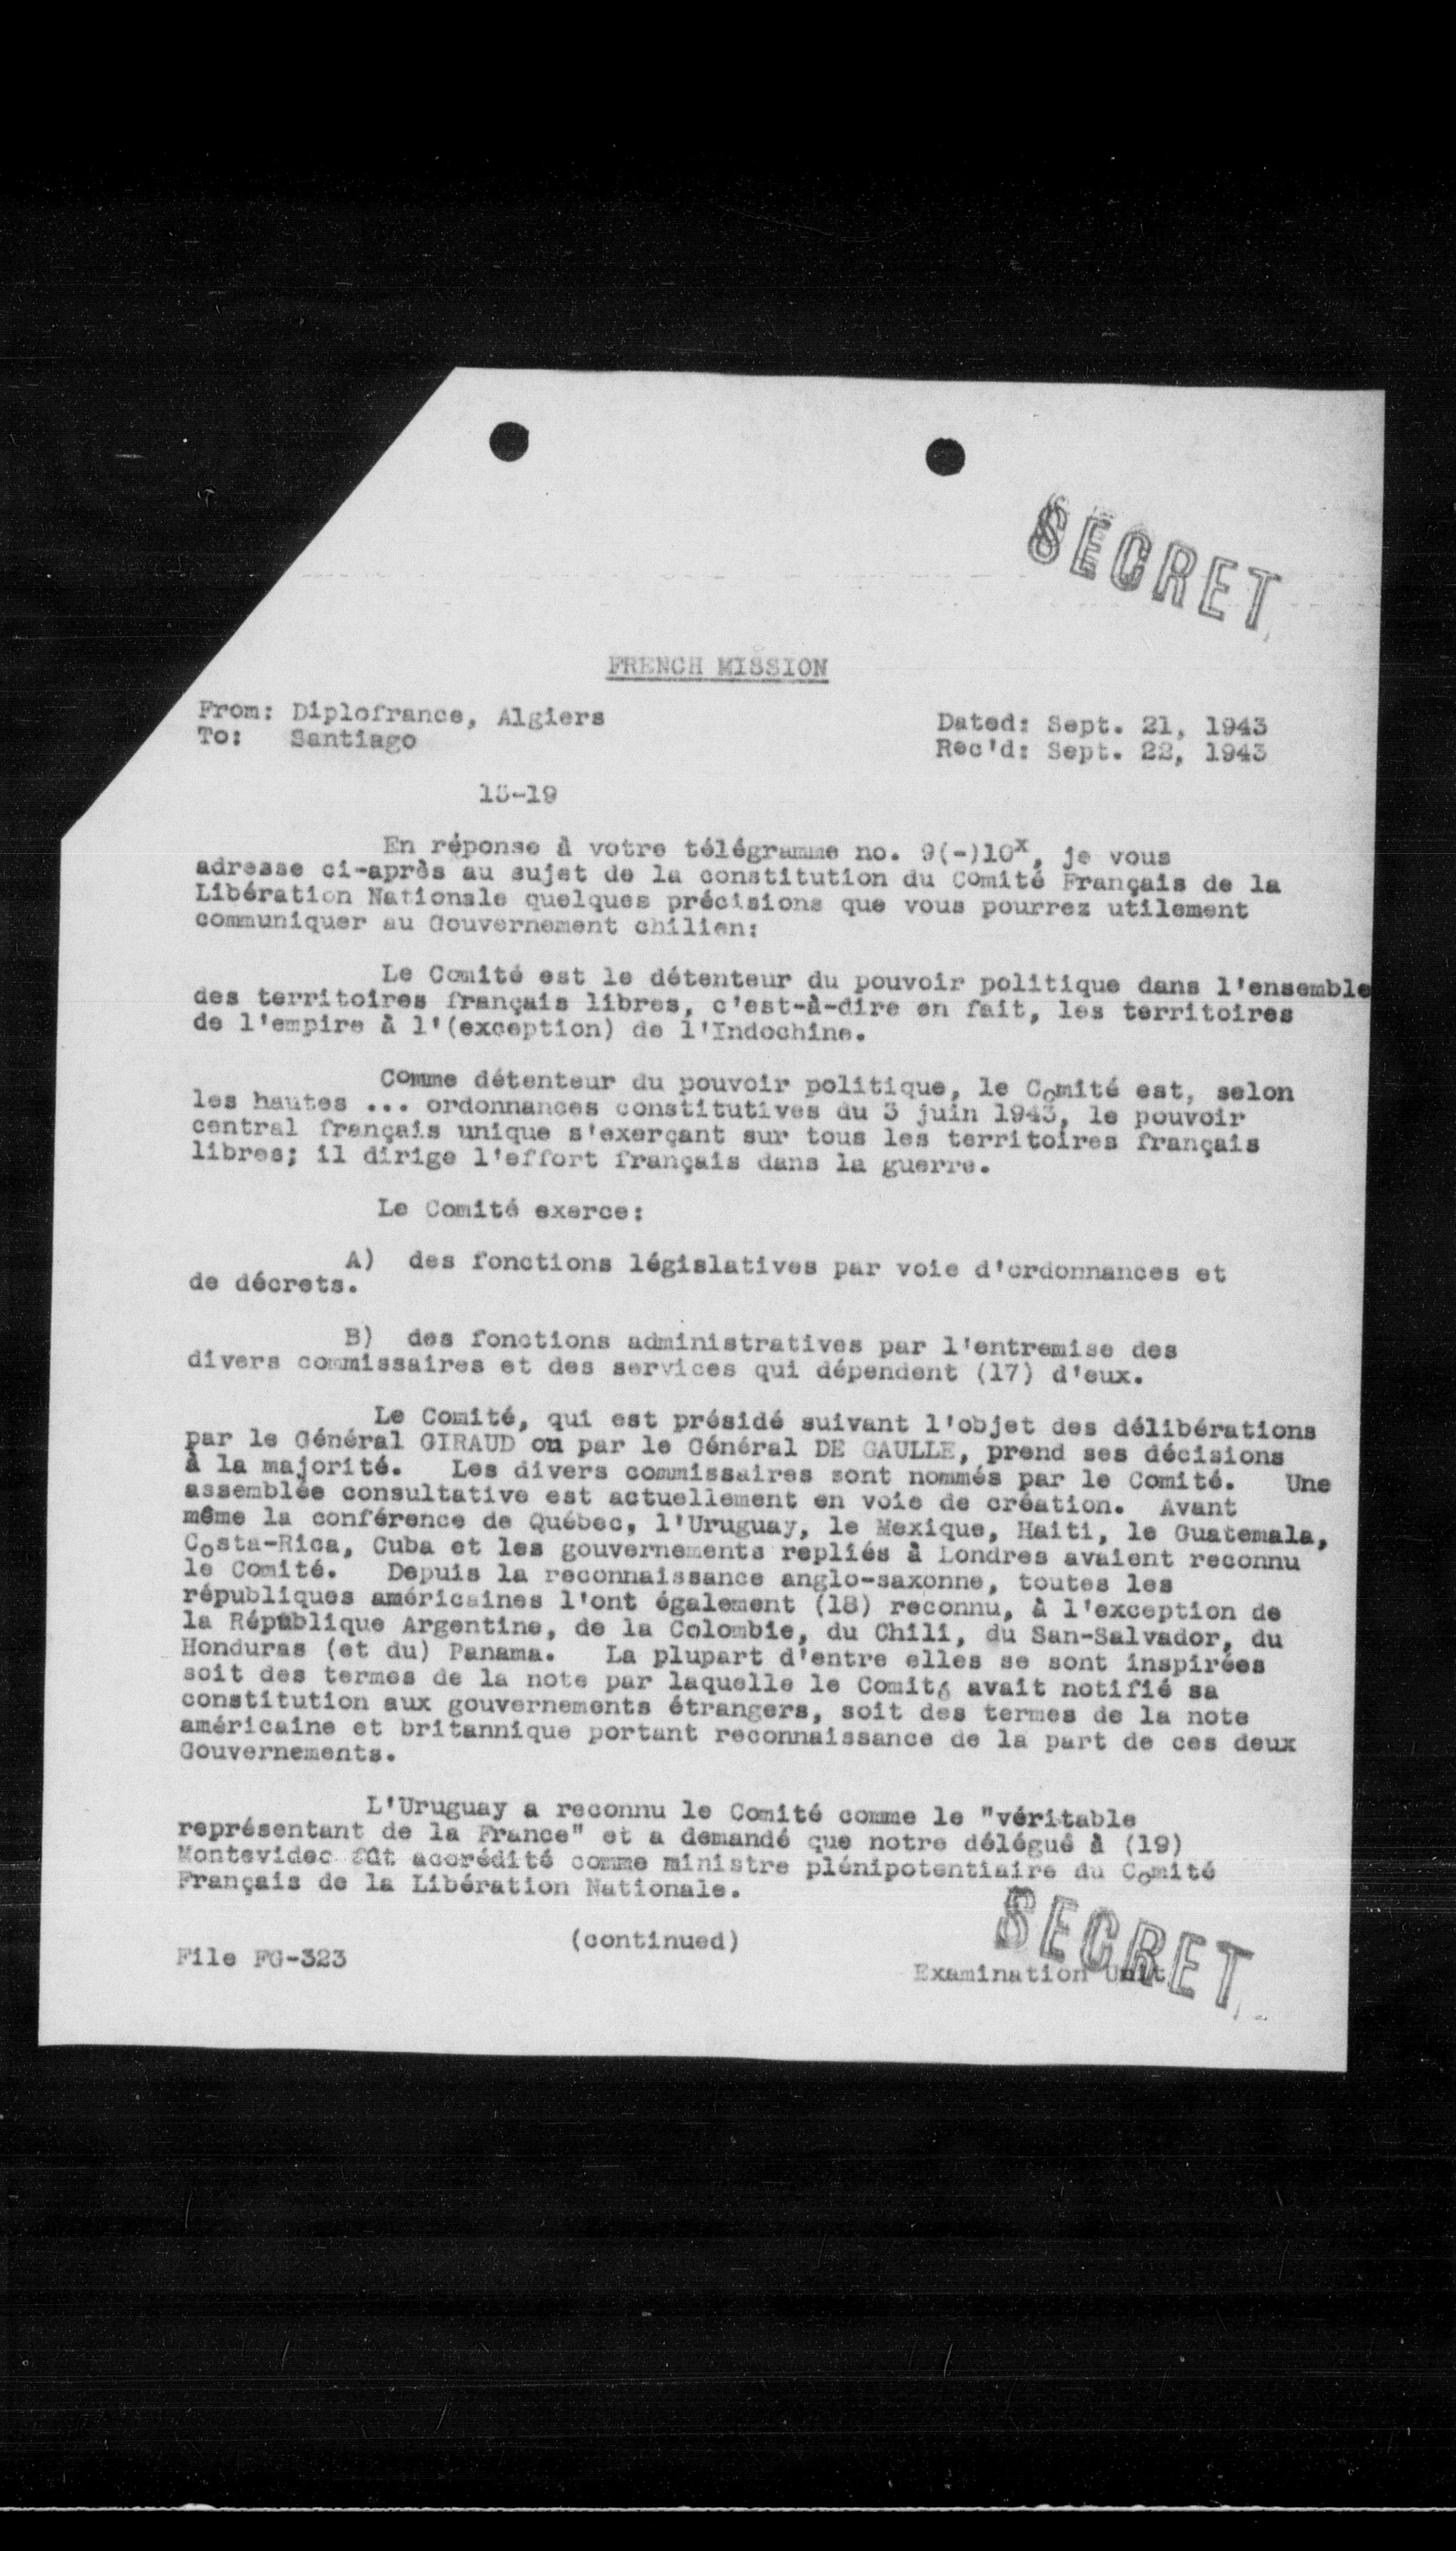 SECRET
FRENCH MISSION
From: Diplofrance, Algiers
To: Santiago
Dated: Sept. 21, 1943
Rec'd: Sept. 22, 1943
15-19
En réponse à votre télégramme no. 9(-)10x, je vous
adresse ci-après au sujet de la constitution du Comité Français de la
Libération Nationale quelques précisions que vous pourrez utilement
communiquer au Gouvernement chilien:
Le Comité est le détenteur du pouvoir politique dans l'ensemble
des territoires français libres, c'est-à-dire en fait, les territoires
de l'empire à l'(exception) de l'Indochine.
Comme détenteur du pouvoir politique, le Comité est, selon
les hautes ... ordonnances constitutives du 3 juin 1943, le pouvoir
central français unique s'exerçant sur tous les territoires français
libres; il dirige l'effort français dans la guerre.
Le Comité exerce:
A) des fonctions législatives par voie d'ordonnances et
de décrets.
B) des fonctions administratives par l'entremise des
divers commissaires et des services qui dépendent (17) d'eux.
Le Comité, qui est présidé suivant l'objet des délibérations
par le Général GIRAUD ou par le Général DE GAULLE, prend ses décisions
à la majorité. Les divers commissaires sont nommés par le Comité. Une
assemblée consultative est actuellement en voie de création. Avant
même la conférence de Québec, l'Uruguay, le Mexique, Haiti, le Guatemala,
Costa-Rica, Cuba et les gouvernements repliés à Londres avaient reconnu
le Comité. Depuis la reconnaissance anglo-saxonne, toutes les
républiques américaines l'ont également (18) reconnu, à l'exception de
la République Argentine, de la Colombie, du Chili, du San-Salvador, du
Honduras (et du) Panama. La plupart d'entre elles se sont inspirées
soit des termes de la note par laquelle le Comité avait notifié sa
constitution aux gouvernements étrangers, soit des termes de la note
américaine et britannique portant reconnaissance de la part de ces deux
Gouvernements.
L'Uruguay a reconnu le Comité comme le "véritable
représentant de la France" et a demandé que notre délégué à (19)
Montevideo fût accrédité comme ministre plénipotentiaire du Comité
Français de la Libération Nationale.
(continued)
File FG-323
Examination Unit
SECRET